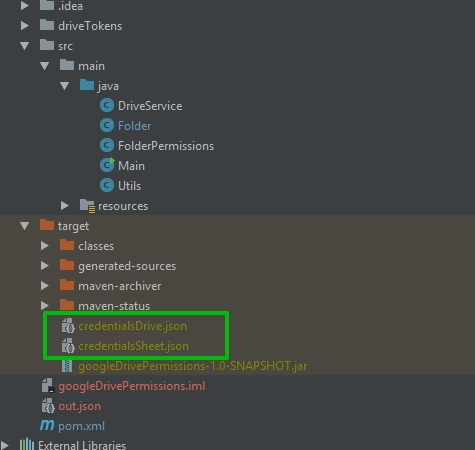 .idea
driveTokens
src
main
java
DriveService
Folder
FolderPermissions
Main
Utils
resources
target
classes
generated-sources
maven-archiver
maven-status
credentialsDrive.json
credentialsSheet.json
googleDrivePermissions-1.0-SNAPSHOT.jar
googleDrivePermissions.iml
out.json
pom.xml
External Libraries